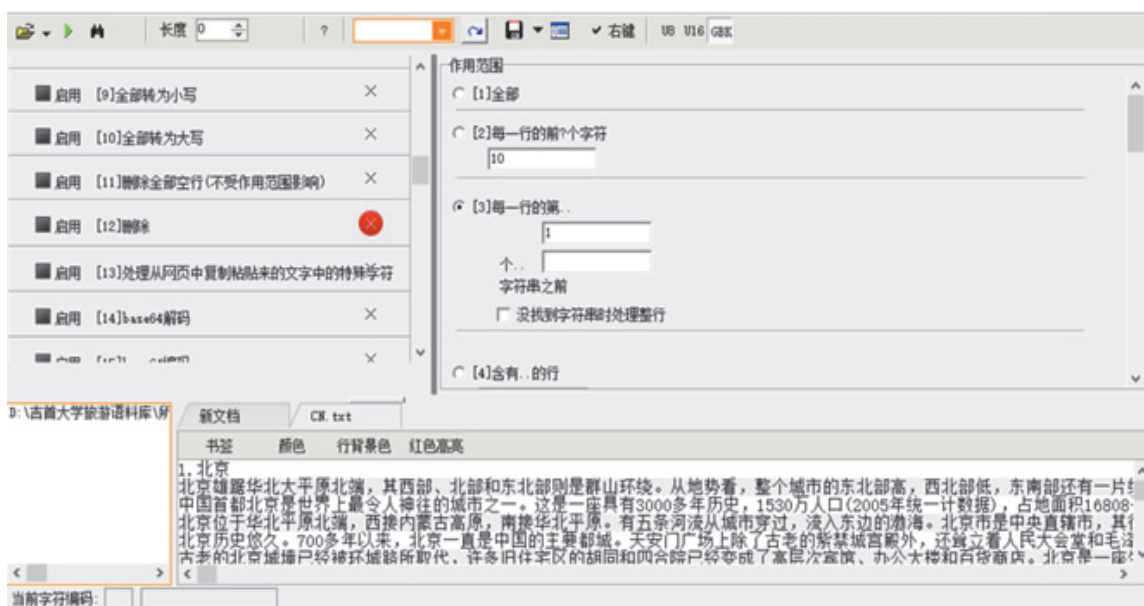 长度 0 ? 右键 U8 U16 GBK
启用 [9]全部转为小写
启用 [10]全部转为大写
启用 [11]删除全部空行(不受作用范围影响)
启用 [12]删除
启用 [13]处理从网页中复制粘贴来的文字中的特殊字符
启用 [14]base64解码
作用范围
[1]全部
[2]每一行的前?个字符
10
[3]每一行的第..
1
个..
字符串之前
没找到字符串时处理整行
[4]含有..的行
D:\吉首大学旅游语料库\
新文档 CN.txt
书签 颜色 行背景色 红色高亮
1.北京
北京雄踞华北大平原北端，其西部、北部和东北部则是群山环绕。从地势看，整个城市的东北部高，西北部低，东南部还有一片
中国首都北京是世界上最令人神往的城市之一。这是一座具有3000多年历史，1530万人口(2005年统一计数据)，占地面积16808
北京位于华北平原北端，西接内蒙古高原，南接华北平原。有五条河流从城市穿过，流入东边的渤海。北京市是中央直辖市，其
北京历史悠久。700多年以来，北京一直是中国的主要都城。天安门广场上除了古老的紫禁城宫殿外，还耸立着人民大会堂和毛
古老的北京城墙已经被环城路所取代，许多旧住宅区的胡同和四合院已经变成了高层次宾馆、办公大楼和百货商店。北京是一座
当前字符编码: